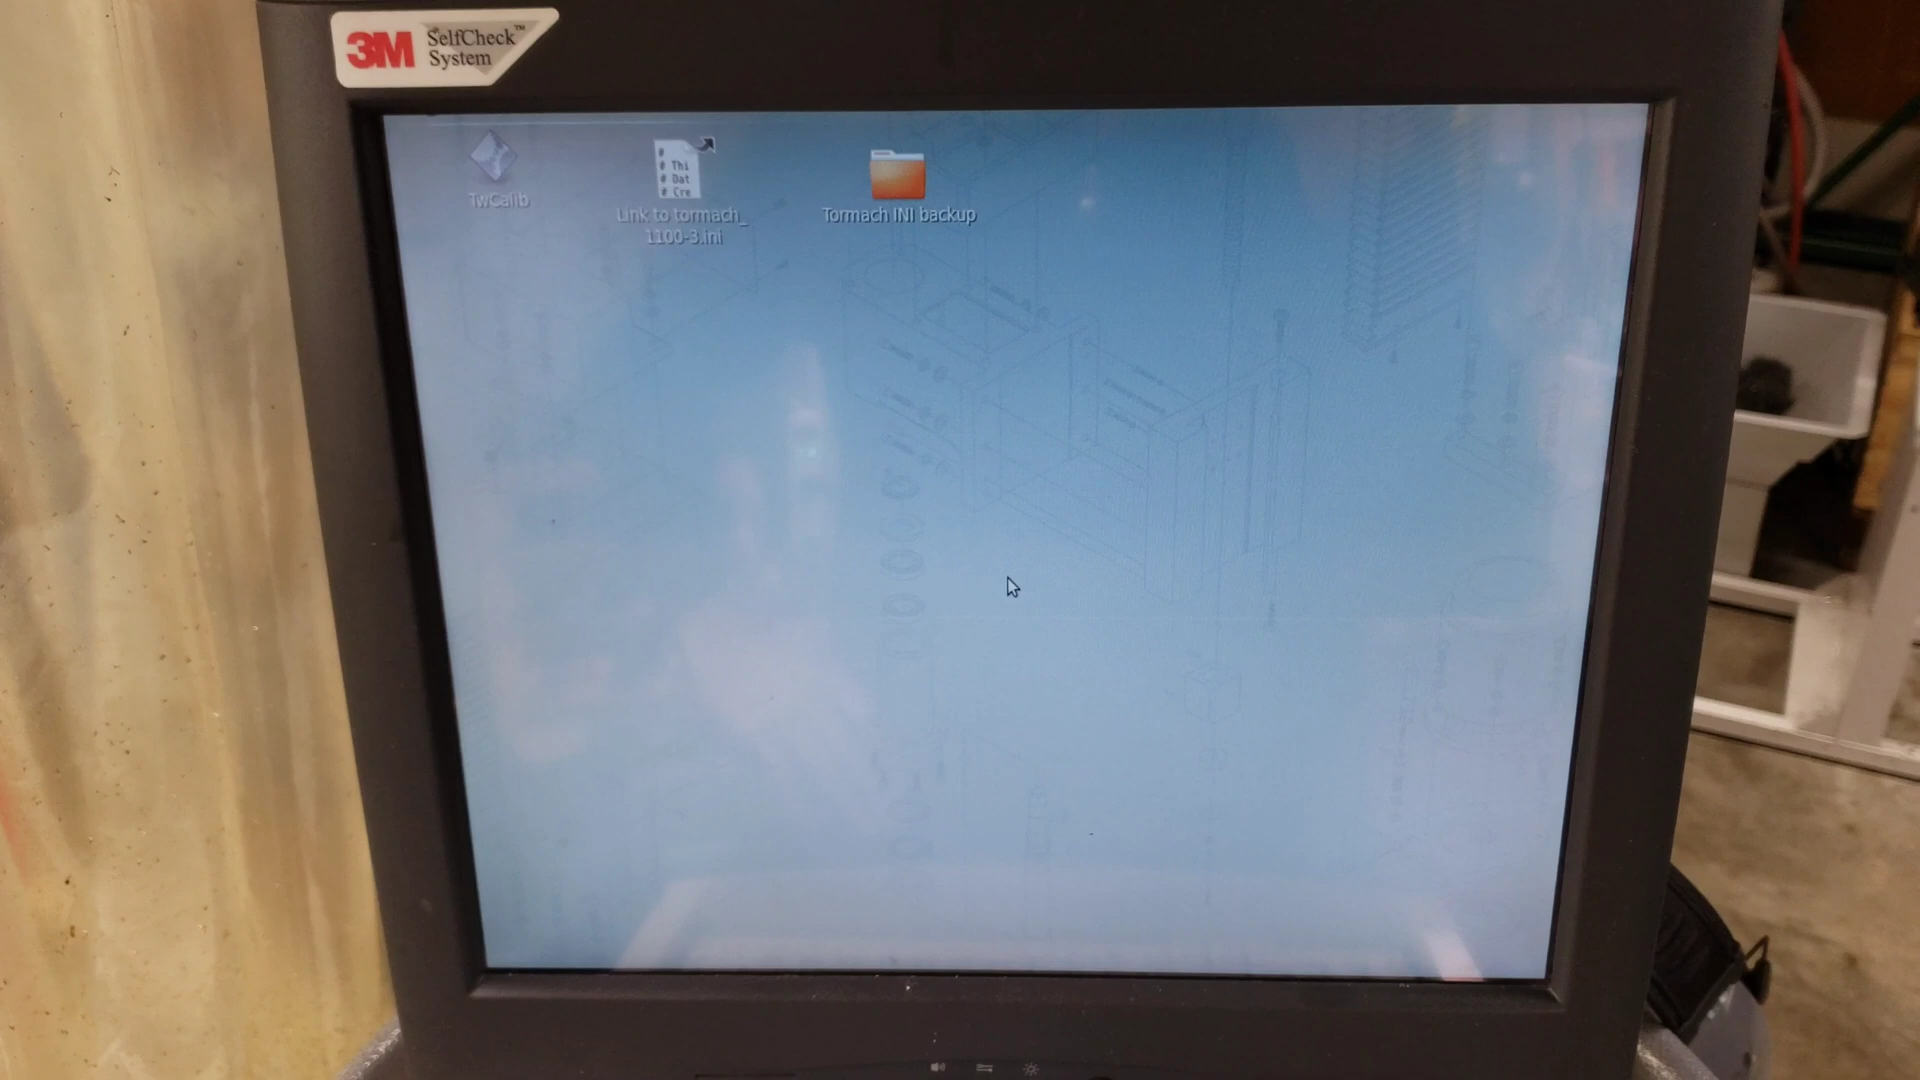 3M SelfCheck™
System
TwCalib
#
# Thi
# Dat
# Cre
Link to tormach_
1100-3.ini
Tormach INI backup